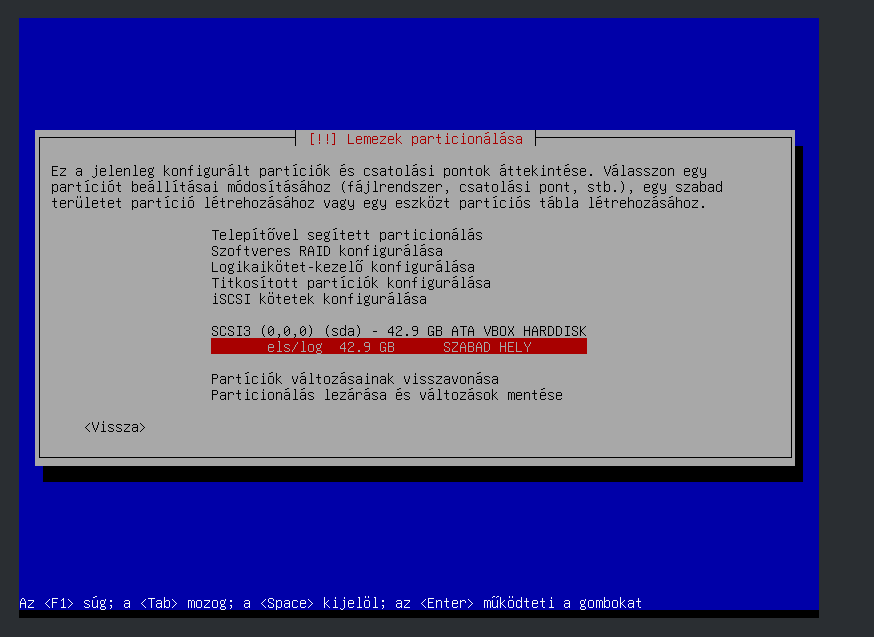 [!!] Lemezek particionálása
Ez a jelenleg konfigurált partíciók és csatolási pontok áttekintése. Válasszon egy
partíciót beállításai módosításához (fájlrendszer, csatolási pont, stb.), egy szabad
területet partíció létrehozásához vagy egy eszközt partíciós tábla létrehozásához.
Telepítővel segített particionálás
Szoftveres RAID konfigurálása
Logikaikötet-kezelő konfigurálása
Titkosított partíciók konfigurálása
iSCSI kötetek konfigurálása
SCSI3 (0,0,0) (sda) - 42.9 GB ATA VBOX HARDDISK
els/log 42.9 GB SZABAD HELY
Partíciók változásainak visszavonása
Particionálás lezárása és változások mentése
<Vissza>
Az <F1> súg; a <Tab> mozog; a <Space> kijelöl; az <Enter> működteti a gombokat